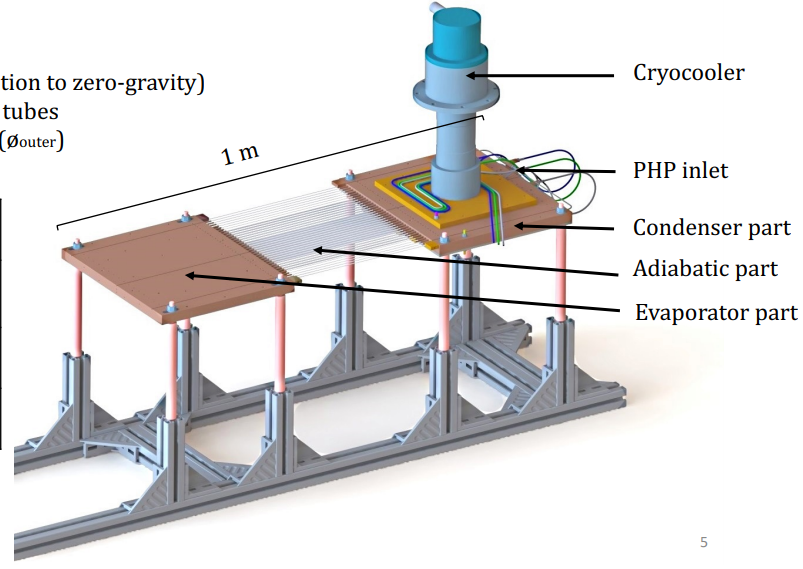 tion to zero-gravity)
tubes
(øouter)
1 m
Cryocooler
PHP inlet
Condenser part
Adiabatic part
Evaporator part
5